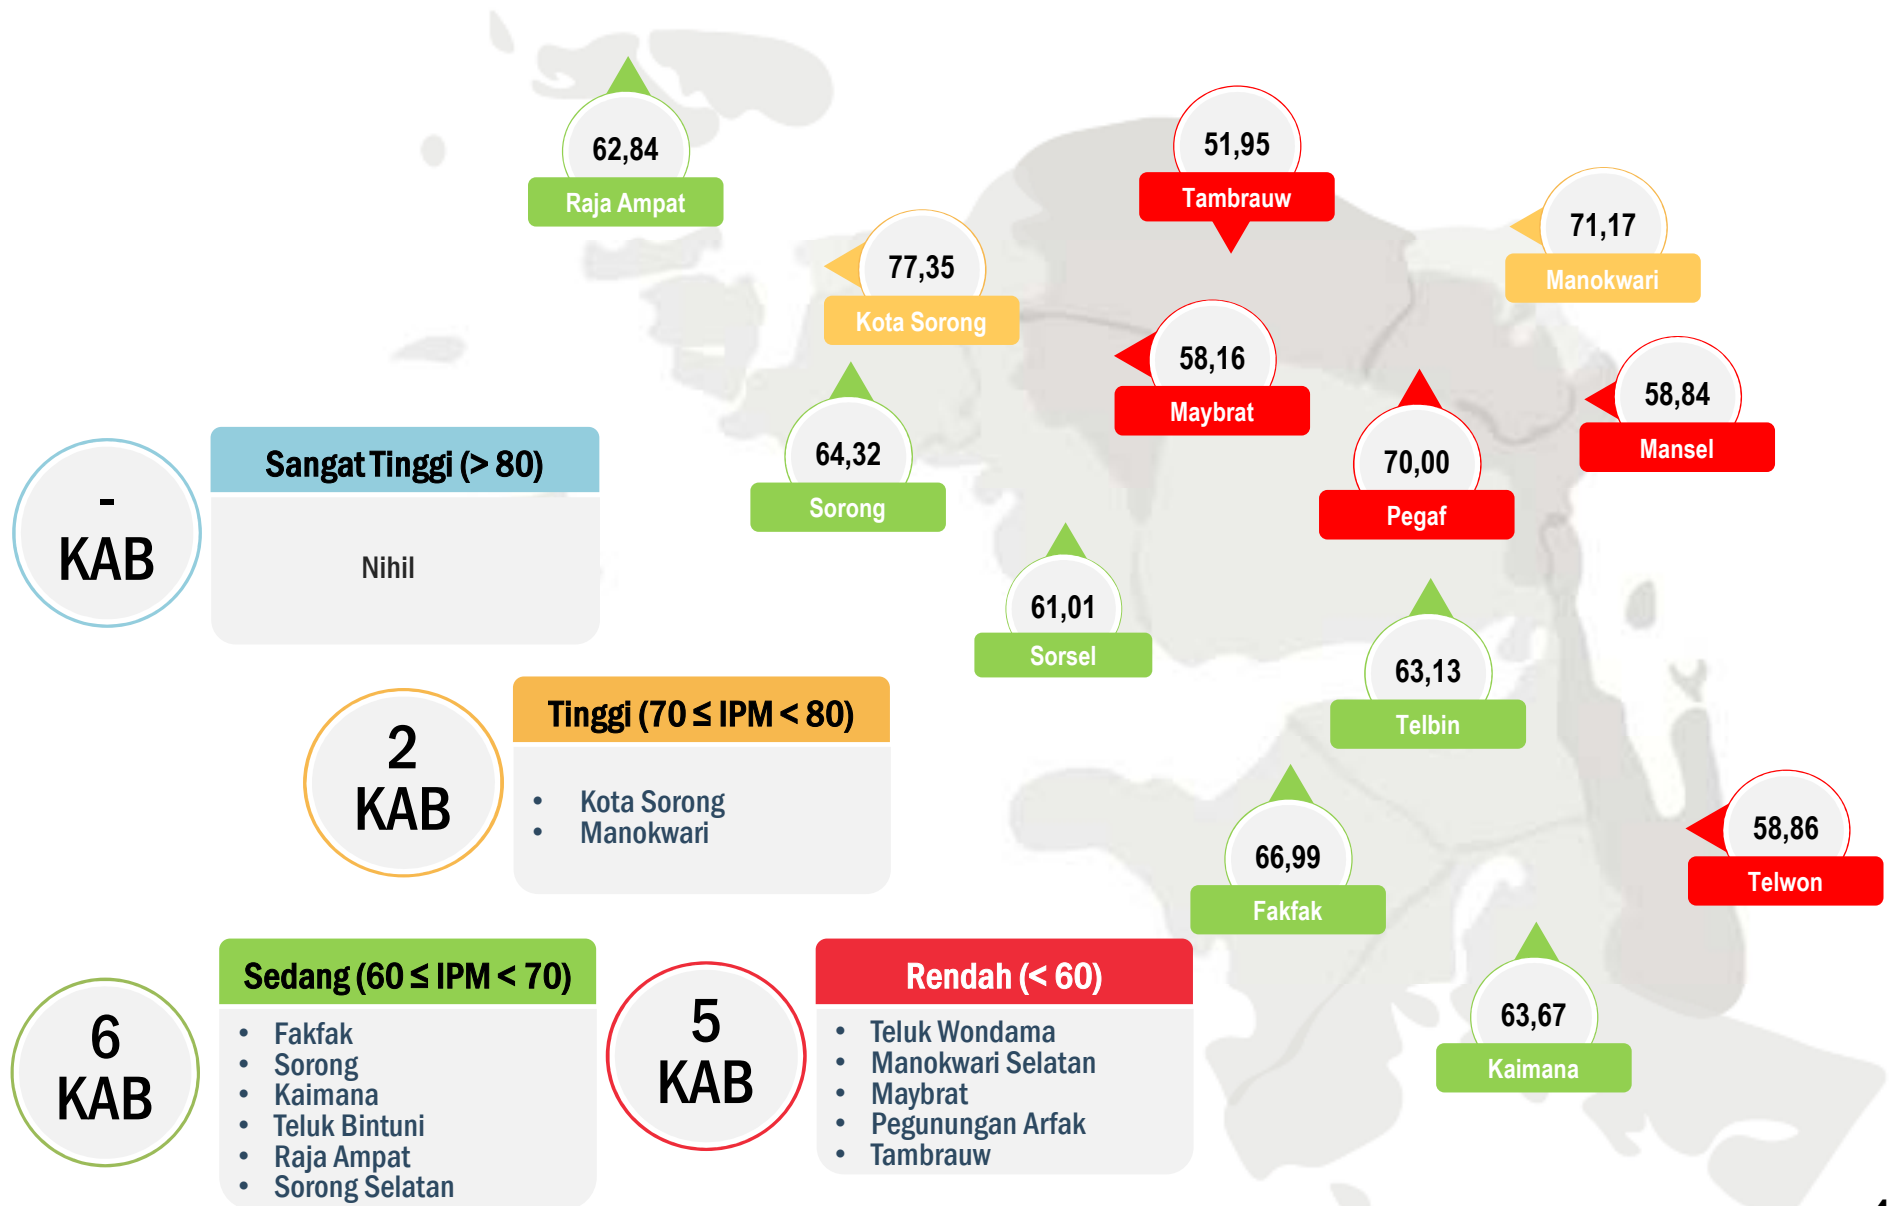 62,84
Raja Ampat
51,95
Tambrauw
71,17
Manokwari
77,35
Kota Sorong
58,16
Maybrat
58,84
Mansel
64,32
Sorong
70,00
Pegaf
61,01
Sorsel
63,13
Telbin
66,99
Fakfak
58,86
Telwon
63,67
Kaimana
-
KAB
Sangat Tinggi (> 80)
Nihil
2
KAB
Tinggi (70 ≤ IPM < 80)
• Kota Sorong
• Manokwari
6
KAB
Sedang (60 ≤ IPM < 70)
• Fakfak
• Sorong
• Kaimana
• Teluk Bintuni
• Raja Ampat
• Sorong Selatan
5
KAB
Rendah (< 60)
• Teluk Wondama
• Manokwari Selatan
• Maybrat
• Pegunungan Arfak
• Tambrauw